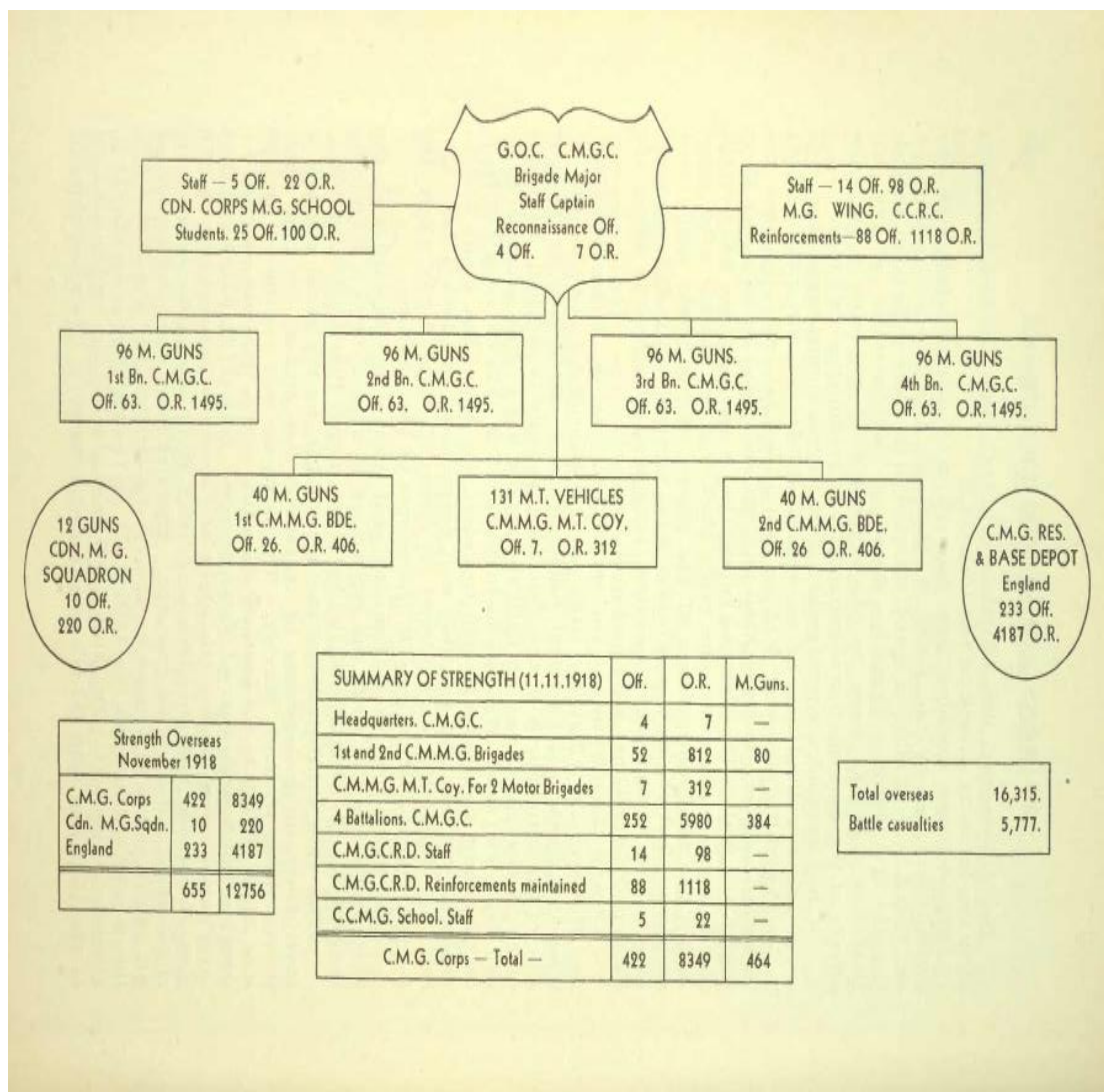 G.O.C. C.M.G.C.
Brigade Major
Staff Captain
Reconnaissance Off.
4 Off. 7 O.R.
Staff — 5 Off. 22 O.R.
CDN. CORPS M.G. SCHOOL
Students. 25 Off. 100 O.R.
Staff — 14 Off. 98 O.R.
M.G. WING. C.C.R.C.
Reinforcements—88 Off. 1118 O.R.
96 M. GUNS
1st Bn. C.M.G.C.
Off. 63. O.R. 1495.
96 M. GUNS
2nd Bn. C.M.G.C.
Off. 63. O.R. 1495.
96 M. GUNS.
3rd Bn. C.M.G.C.
Off. 63. O.R. 1495.
96 M. GUNS
4th Bn. C.M.G.C.
Off. 63. O.R. 1495.
12 GUNS
CDN. M. G.
SQUADRON
10 Off.
220 O.R.
40 M. GUNS
1st C.M.M.G. BDE.
Off. 26. O.R. 406.
131 M.T. VEHICLES
C.M.M.G. M.T. COY.
Off. 7. O.R. 312
40 M. GUNS
2nd C.M.M.G. BDE.
Off. 26 O.R. 406.
C.M.G. RES.
& BASE DEPOT
England
233 Off.
4187 O.R.
Strength Overseas
November 1918
C.M.G. Corps 422 8349
Cdn. M.G.Sqdn. 10 220
England 233 4187
655 12756
SUMMARY OF STRENGTH (11.11.1918) Off. O.R. M.Guns.
Headquarters. C.M.G.C. 4 7 —
1st and 2nd C.M.M.G. Brigades 52 812 80
C.M.M.G. M.T. Coy. For 2 Motor Brigades 7 312 —
4 Battalions. C.M.G.C. 252 5980 384
C.M.G.C.R.D. Staff 14 98 —
C.M.G.C.R.D. Reinforcements maintained 88 1118 —
C.C.M.G. School. Staff 5 22 —
C.M.G. Corps — Total — 422 8349 464
Total overseas 16,315.
Battle casualties 5,777.